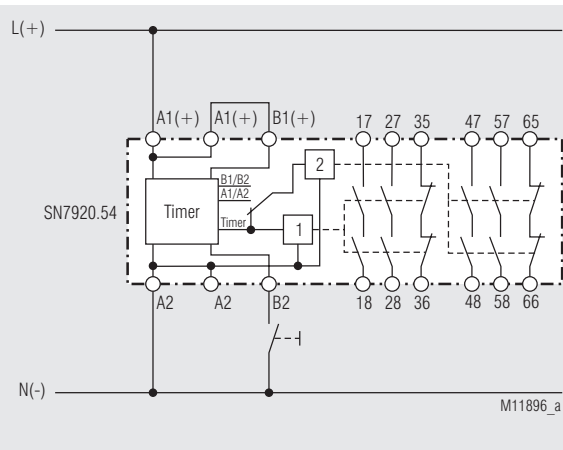 L(+)
A1(+) A1(+) B1(+) 17 27 35 47 57 65
2
B1/B2
A1/A2
SN7920.54 Timer
Timer 1
A2 A2 B2 18 28 36 48 58 66
N(-)
M11896_a